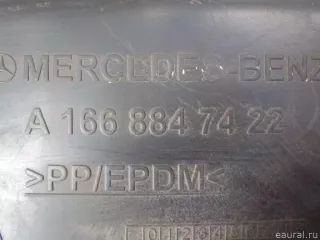 MERCEDES-BENZ
A 166 884 74 22
>PP/EPDM<
© eaural.ru